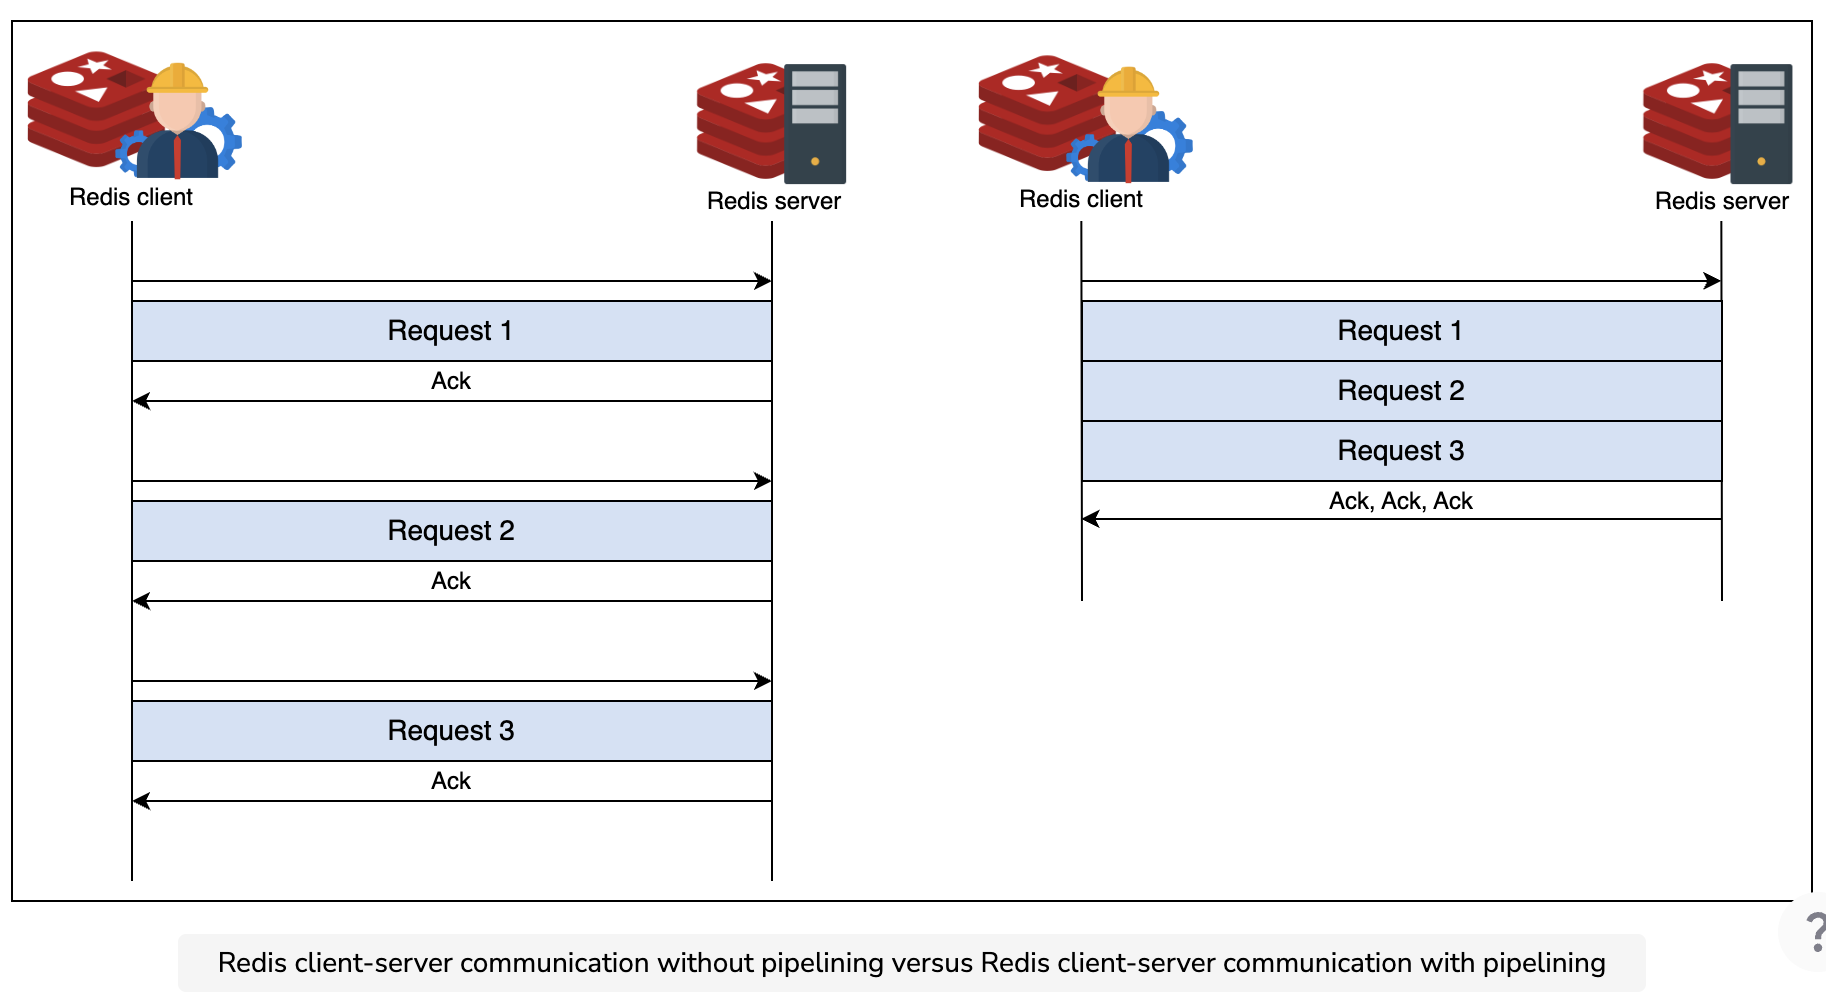 Redis client
Redis server
Request 1
Ack
Request 2
Ack
Request 3
Ack
Redis client
Redis server
Request 1
Request 2
Request 3
Ack, Ack, Ack
Redis client-server communication without pipelining versus Redis client-server communication with pipelining
?